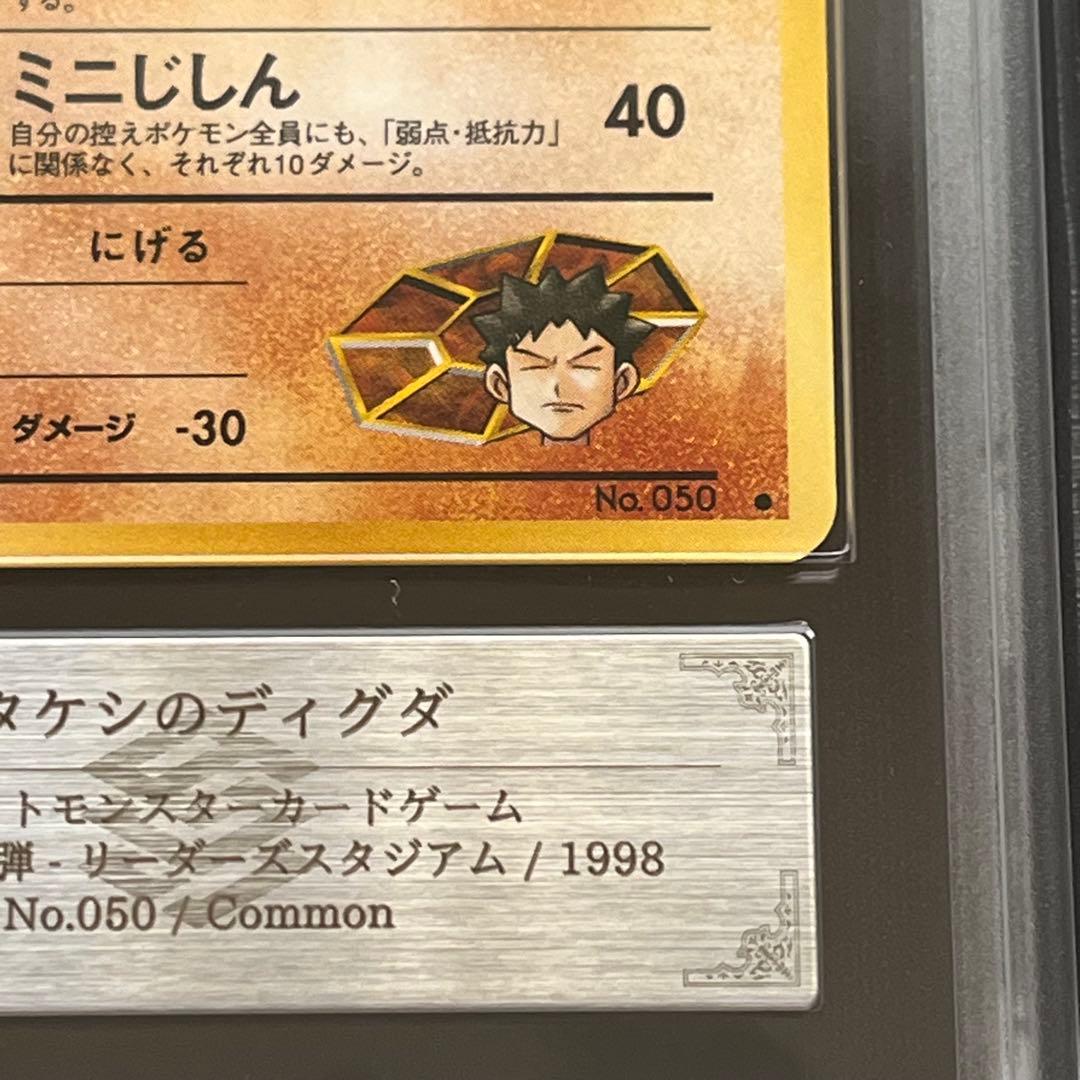 する。
ミニじしん 40
自分の控えポケモン全員にも、「弱点・抵抗力」
に関係なく、それぞれ10ダメージ。
にげる
ダメージ -30
No. 050 ●
タケシのディグダ
トモンスターカードゲーム
弾 - リーダーズスタジアム / 1998
No.050 / Common